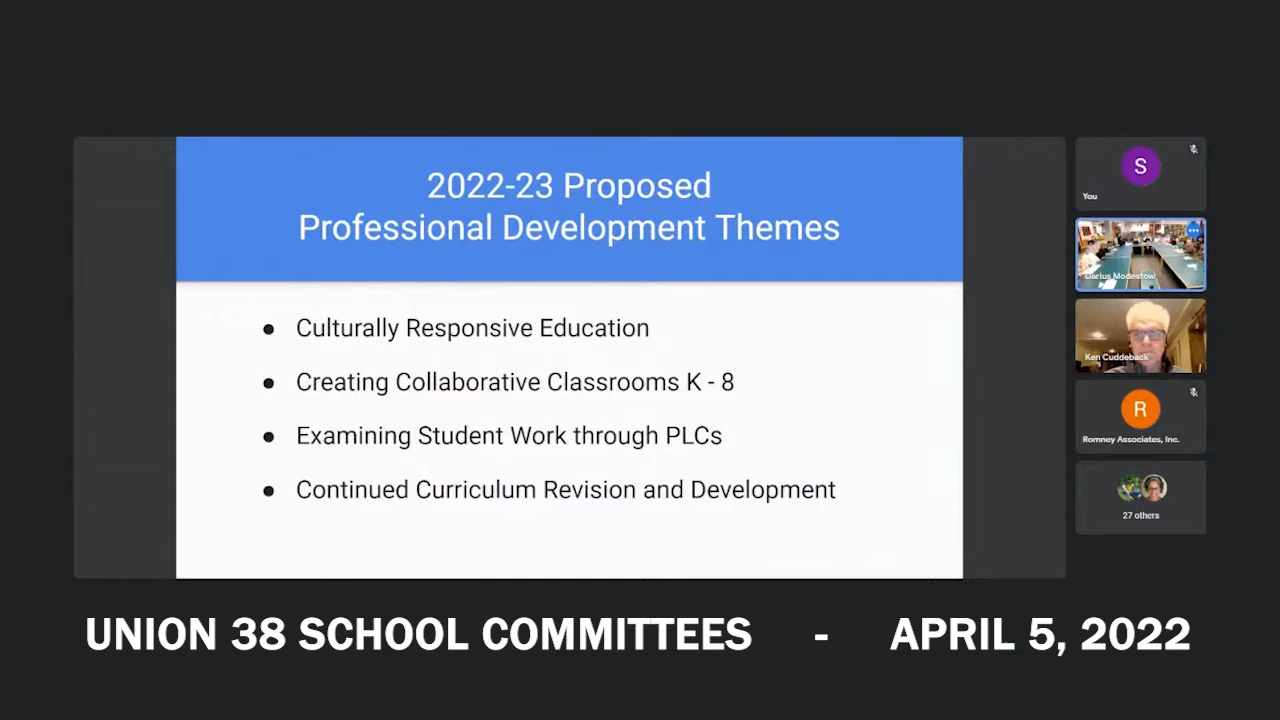 2022-23 Proposed
Professional Development Themes
● Culturally Responsive Education
● Creating Collaborative Classrooms K - 8
● Examining Student Work through PLCs
● Continued Curriculum Revision and Development
S
You
Darius Modestow
Ken Cuddeback
R
Romney Associates, Inc.
27 others
UNION 38 SCHOOL COMMITTEES - APRIL 5, 2022